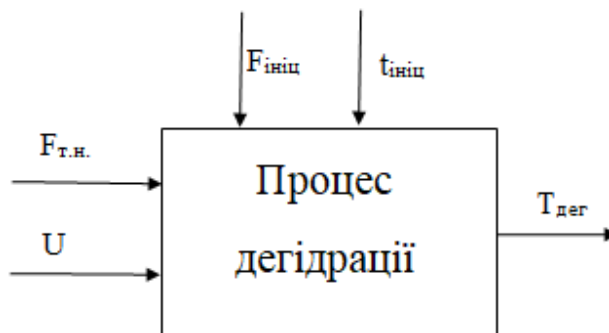 Fініц
tініц
Fт.н.
Процес
Tдег
U
дегідрації